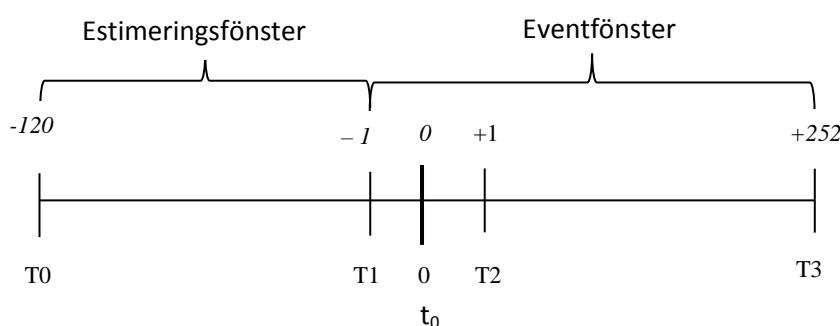 Estimeringsfönster Eventfönster
-120 – 1 0 +1 +252
T0 T1 0 T2 T3
t₀